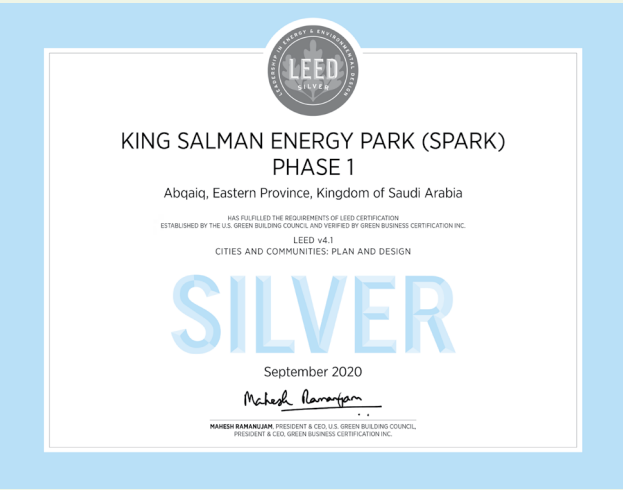 LEADERSHIP IN ENERGY & ENVIRONMENTAL DESIGN
LEED
SILVER
KING SALMAN ENERGY PARK (SPARK)
PHASE 1
Abqaiq, Eastern Province, Kingdom of Saudi Arabia
HAS FULFILLED THE REQUIREMENTS OF LEED CERTIFICATION
ESTABLISHED BY THE U.S. GREEN BUILDING COUNCIL AND VERIFIED BY GREEN BUSINESS CERTIFICATION INC.
LEED v4.1
CITIES AND COMMUNITIES: PLAN AND DESIGN
SILVER
September 2020
Mahesh Ramanujam
MAHESH RAMANUJAM, PRESIDENT & CEO, U.S. GREEN BUILDING COUNCIL,
PRESIDENT & CEO, GREEN BUSINESS CERTIFICATION INC.